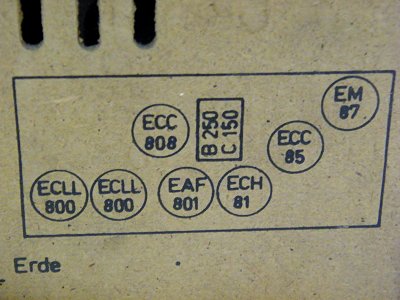 EM
87
ECC
808
B 250
C 150
ECC
85
ECLL
800
ECLL
800
EAF
801
ECH
81
Erde